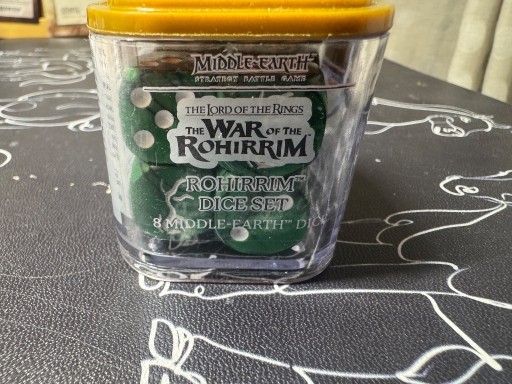 MIDDLE-EARTH™
STRATEGY BATTLE GAME
THE LORD OF THE RINGS
THE WAR OF THE
ROHIRRIM™
ROHIRRIM™
DICE SET
8 MIDDLE-EARTH™ DICE